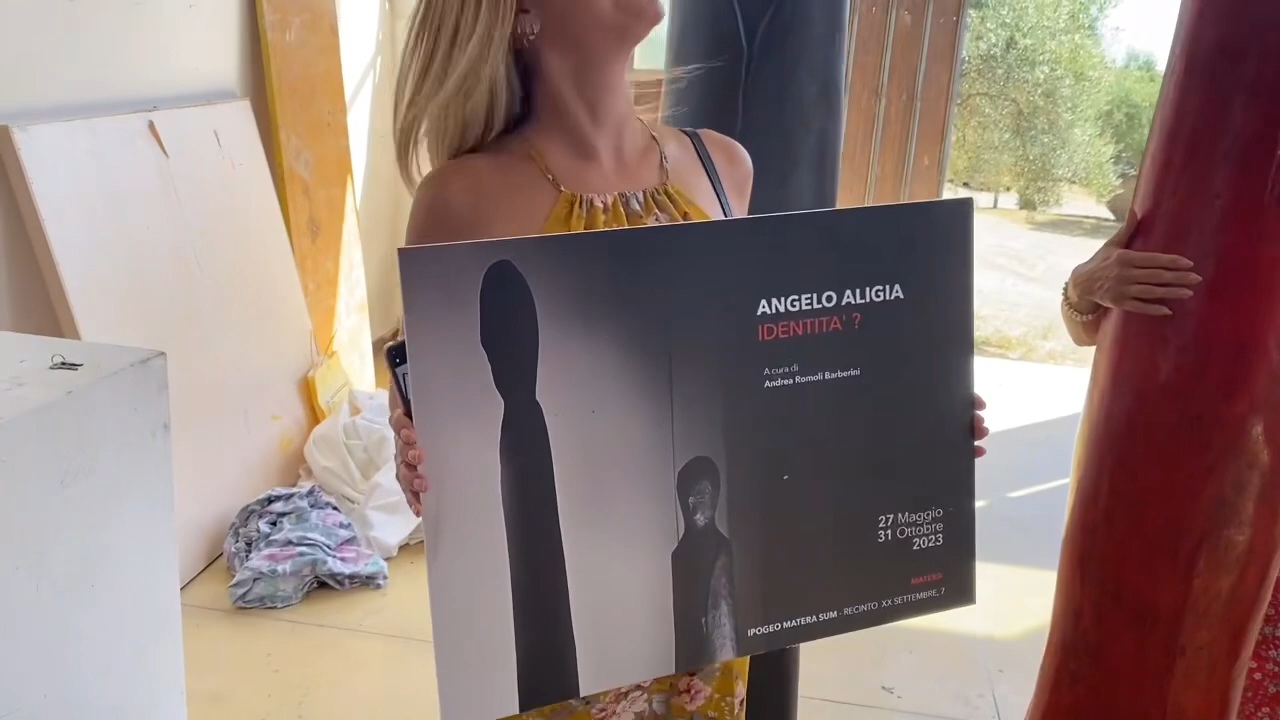 ANGELO ALIGIA
IDENTITA' ?
A cura di
Andrea Romoli Barberini
27 Maggio
31 Ottobre
2023
MATERA
IPOGEO MATERA SUM - RECINTO XX SETTEMBRE, 7